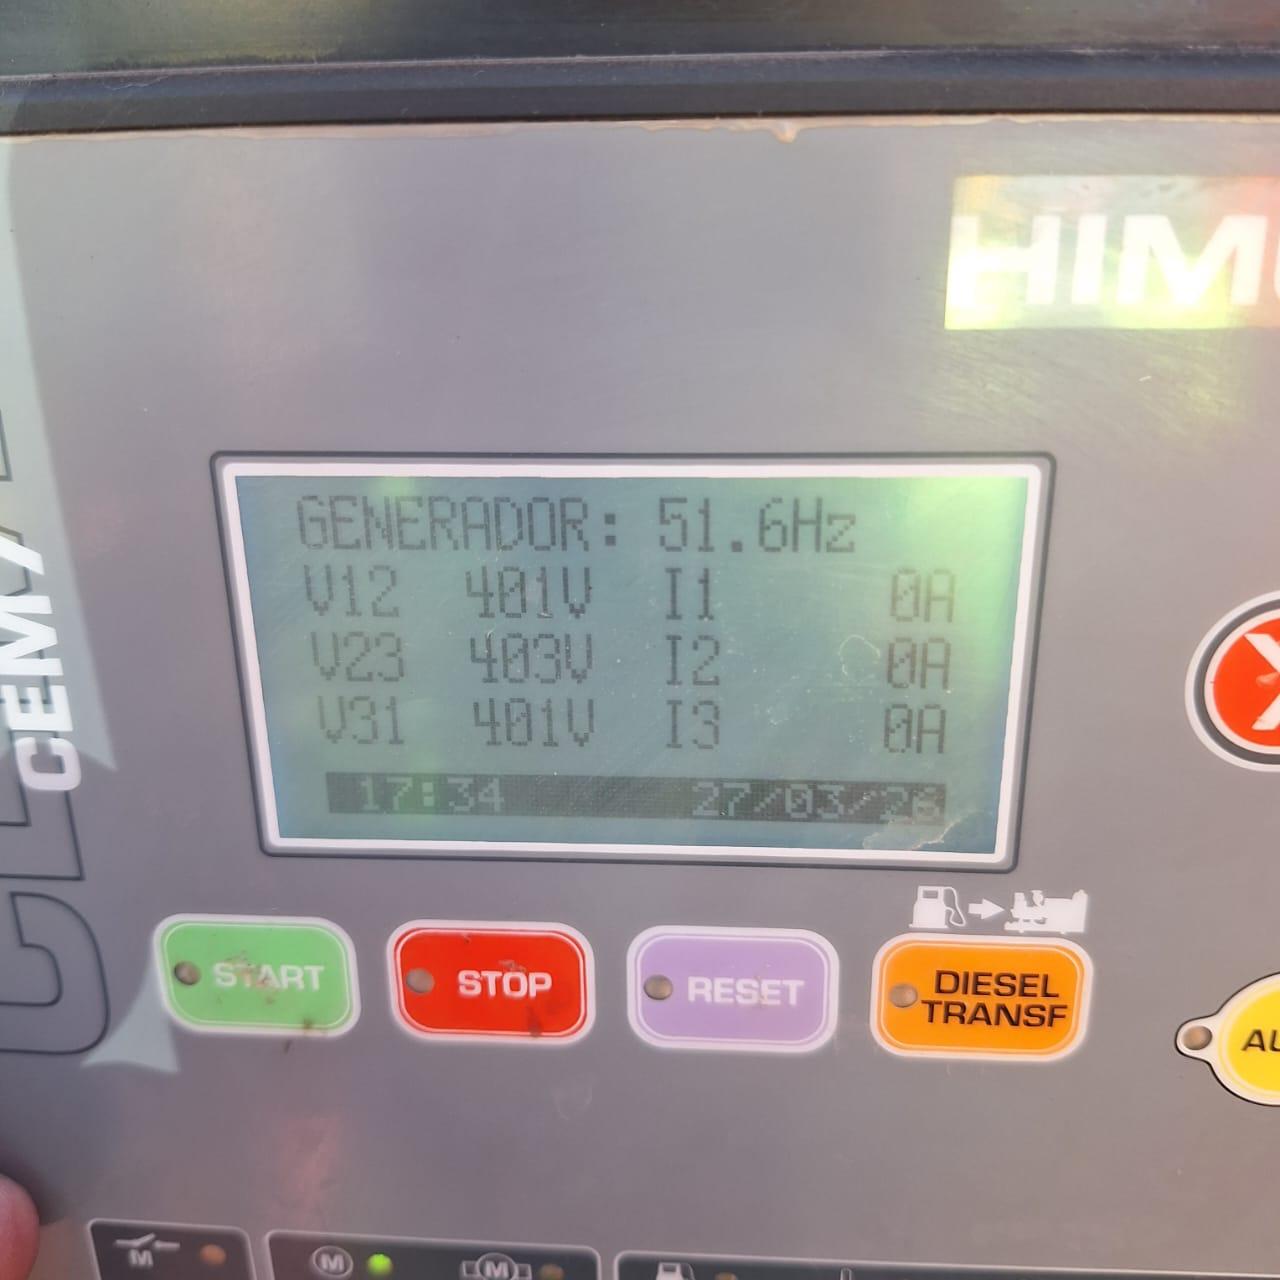 HIM
GENERADOR: 51.6Hz
V12 401V I1 0A
V23 403V I2 0A
V31 401V I3 0A
17:34 27/03/26
CEM7
START
STOP
RESET
DIESEL
TRANSF
AU
M
M
M